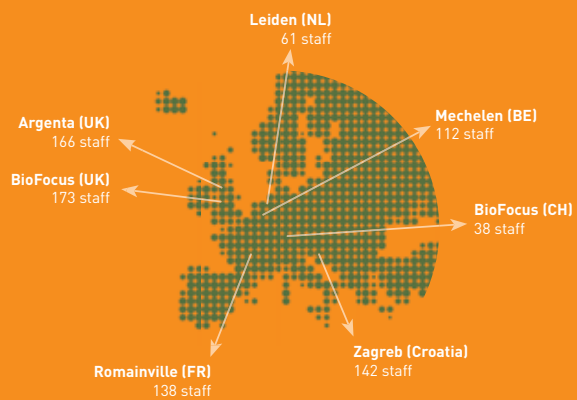 Leiden (NL)
61 staff
Argenta (UK)
166 staff
Mechelen (BE)
112 staff
BioFocus (UK)
173 staff
BioFocus (CH)
38 staff
Zagreb (Croatia)
142 staff
Romainville (FR)
138 staff